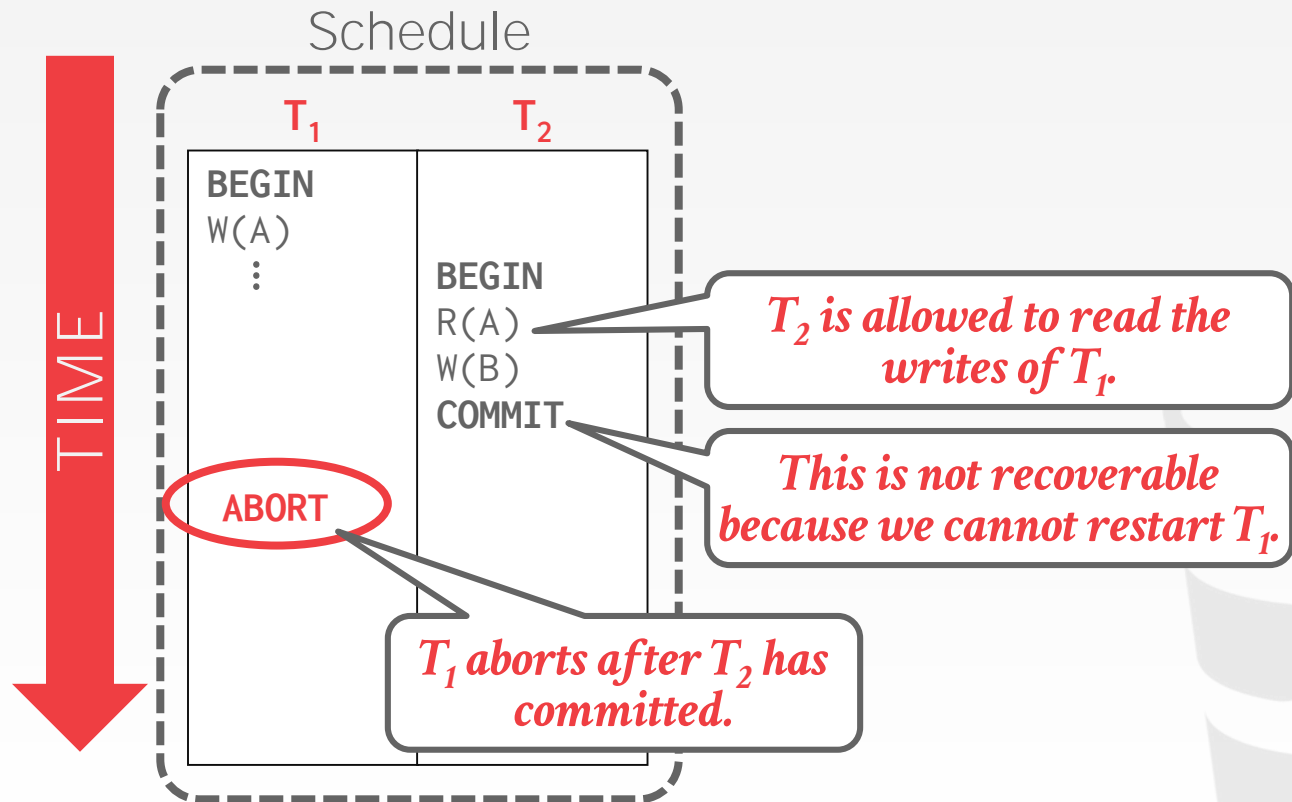 Schedule
TIME
T₁ T₂
BEGIN
W(A)
⋮
BEGIN
R(A)
W(B)
COMMIT
ABORT
T₂ is allowed to read the
writes of T₁.
This is not recoverable
because we cannot restart T₁.
T₁ aborts after T₂ has
committed.